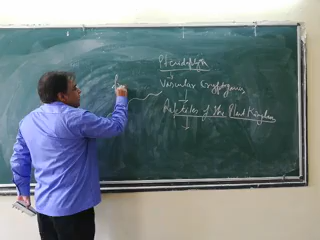 Pteridophyta
Vascular Cryptogams
Reptiles of the Plant Kingdom